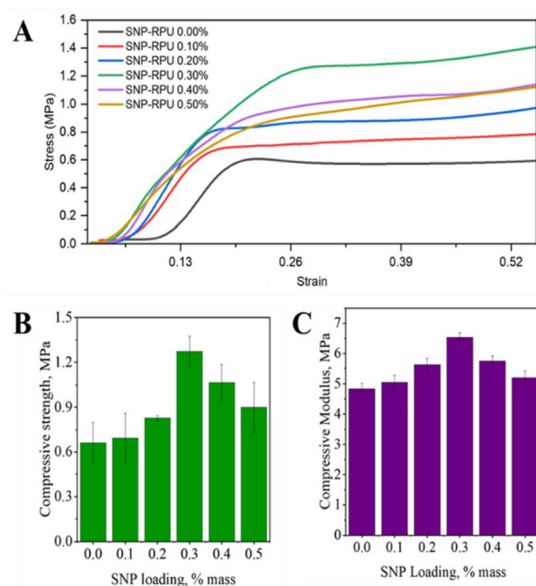 A
SNP-RPU 0.00%
SNP-RPU 0.10%
SNP-RPU 0.20%
SNP-RPU 0.30%
SNP-RPU 0.40%
SNP-RPU 0.50%
Stress (MPa)
1.6
1.4
1.2
1.0
0.8
0.6
0.4
0.2
0.0
0.13 0.26 0.39 0.52
Strain
B
Compressive strength, MPa
1.5
1.2
0.9
0.6
0.3
0.0
0.0 0.1 0.2 0.3 0.4 0.5
SNP loading, % mass
C
Compressive Modulus, MPa
7
6
5
4
3
2
1
0
0.0 0.1 0.2 0.3 0.4 0.5
SNP Loading, % mass